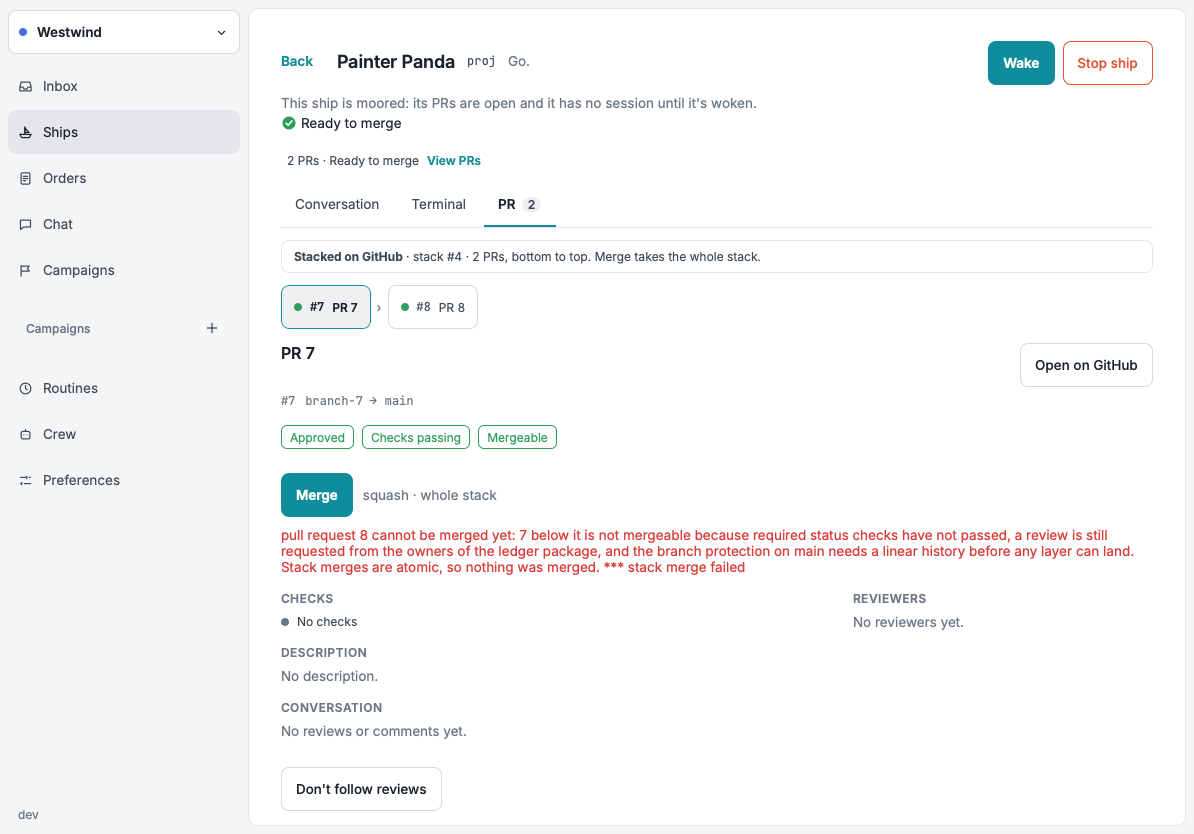 Westwind
Inbox
Ships
Orders
Chat
Campaigns
Campaigns
Routines
Crew
Preferences
dev
Back Painter Panda proj Go.
Wake Stop ship
This ship is moored: its PRs are open and it has no session until it's woken.
Ready to merge
2 PRs · Ready to merge View PRs
Conversation Terminal PR 2
Stacked on GitHub · stack #4 · 2 PRs, bottom to top. Merge takes the whole stack.
#7 PR 7 › #8 PR 8
PR 7
Open on GitHub
#7 branch-7 → main
Approved Checks passing Mergeable
Merge squash · whole stack
pull request 8 cannot be merged yet: 7 below it is not mergeable because required status checks have not passed, a review is still
requested from the owners of the ledger package, and the branch protection on main needs a linear history before any layer can land.
Stack merges are atomic, so nothing was merged. *** stack merge failed
CHECKS
No checks
REVIEWERS
No reviewers yet.
DESCRIPTION
No description.
CONVERSATION
No reviews or comments yet.
Don't follow reviews